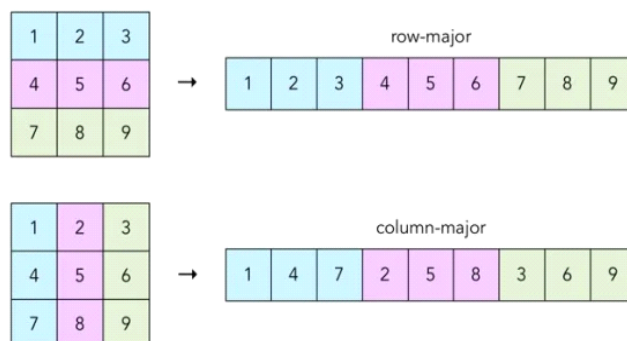 1 2 3
row-major
4 5 6 → 1 2 3 4 5 6 7 8 9
7 8 9
1 2 3
column-major
4 5 6 → 1 4 7 2 5 8 3 6 9
7 8 9